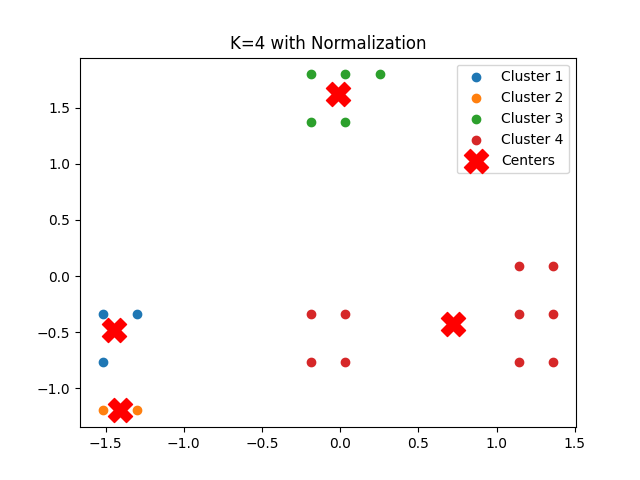 K=4 with Normalization
Cluster 1
Cluster 2
Cluster 3
Cluster 4
Centers
1.5
1.0
0.5
0.0
−0.5
−1.0
−1.5 −1.0 −0.5 0.0 0.5 1.0 1.5